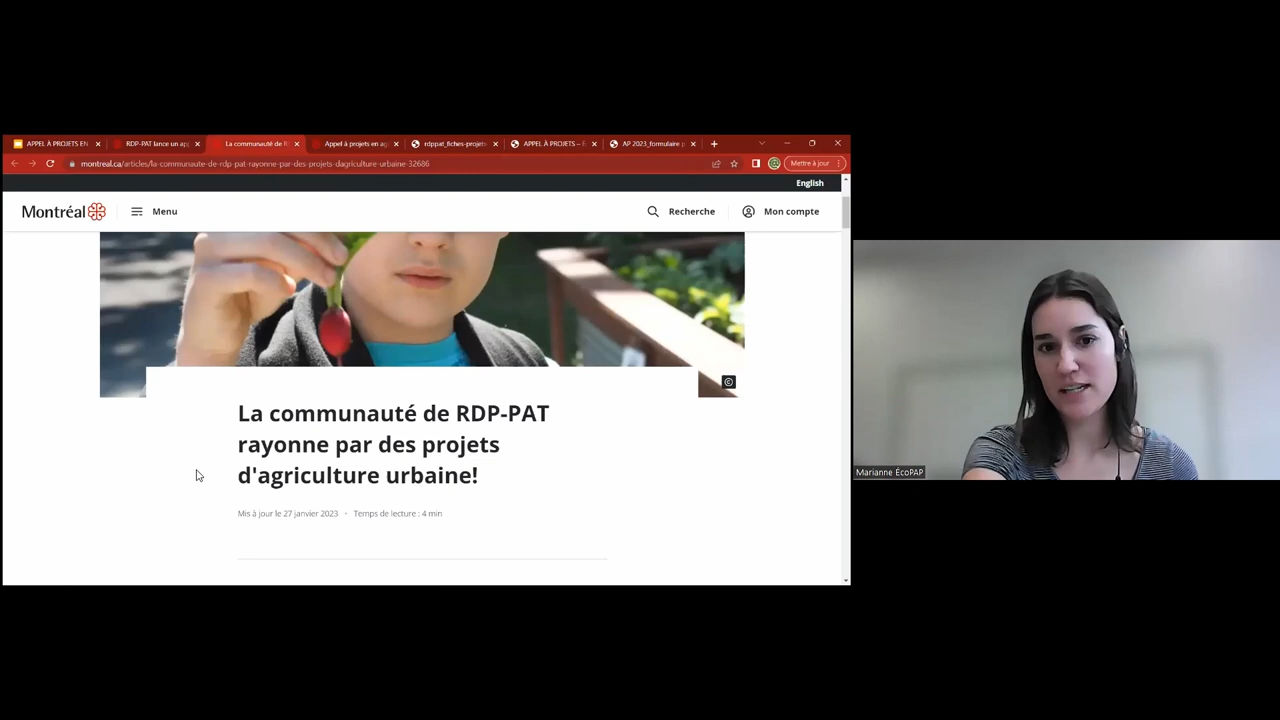 APPEL À PROJETS EN
RDP-PAT lance un ap
La communauté de R
Appel à projets en ag
rdppat_fiches-projets
APPEL À PROJETS –
AP 2023_formulaire p
montreal.ca/articles/la-communaute-de-rdp-pat-rayonne-par-des-projets-dagriculture-urbaine-32686
Mettre à jour
English
Montréal
Menu
Recherche
Mon compte
©
La communauté de RDP-PAT
rayonne par des projets
d'agriculture urbaine!
Mis à jour le 27 janvier 2023 • Temps de lecture : 4 min
Marianne ÉcoPAP